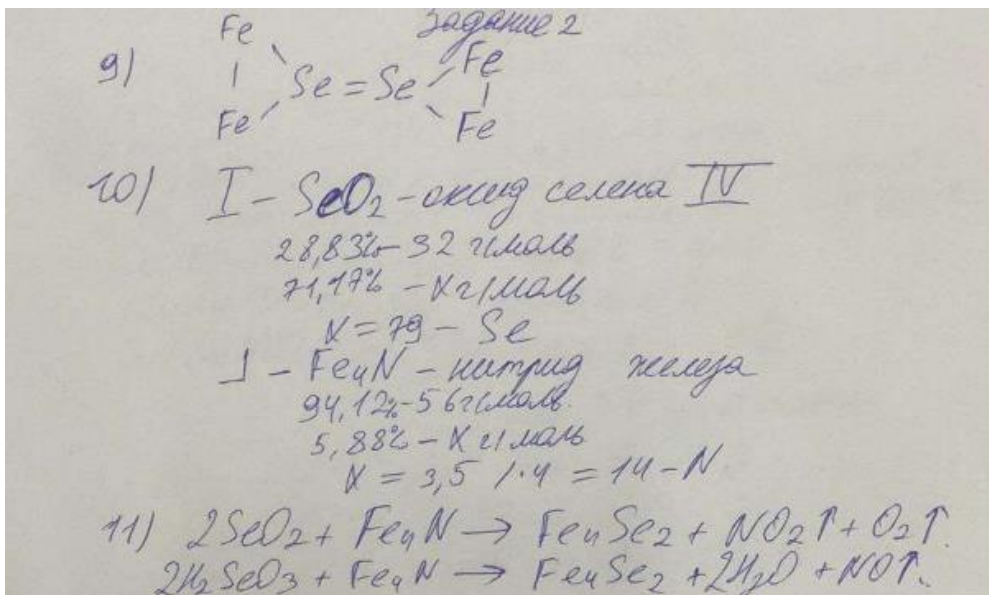 Задание 2
9) Fe Fe Se = Se Fe Fe
10) I - SeO2 - оксид селена IV
28,83% - 32 г/моль
71,17% - X г/моль
X = 79 - Se
J - Fe4N - нитрид железа
94,12% - 56 г/моль.
5,88% - X г/моль
X = 3,5 /·4 = 14 - N
11) 2SeO2 + Fe4N → Fe4Se2 + NO2↑ + O2↑.
2H2SeO3 + Fe4N → Fe4Se2 + 2H2O + NO↑.